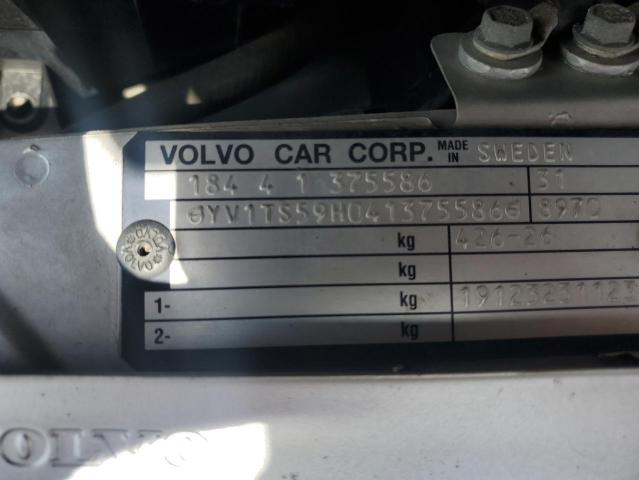 VOLVO CAR CORP. MADE IN SWEDEN
184 4 1 375586 31
YV1TS59H041375586
kg 426-26
kg
1- kg 19123231123
2- kg
VOLVO